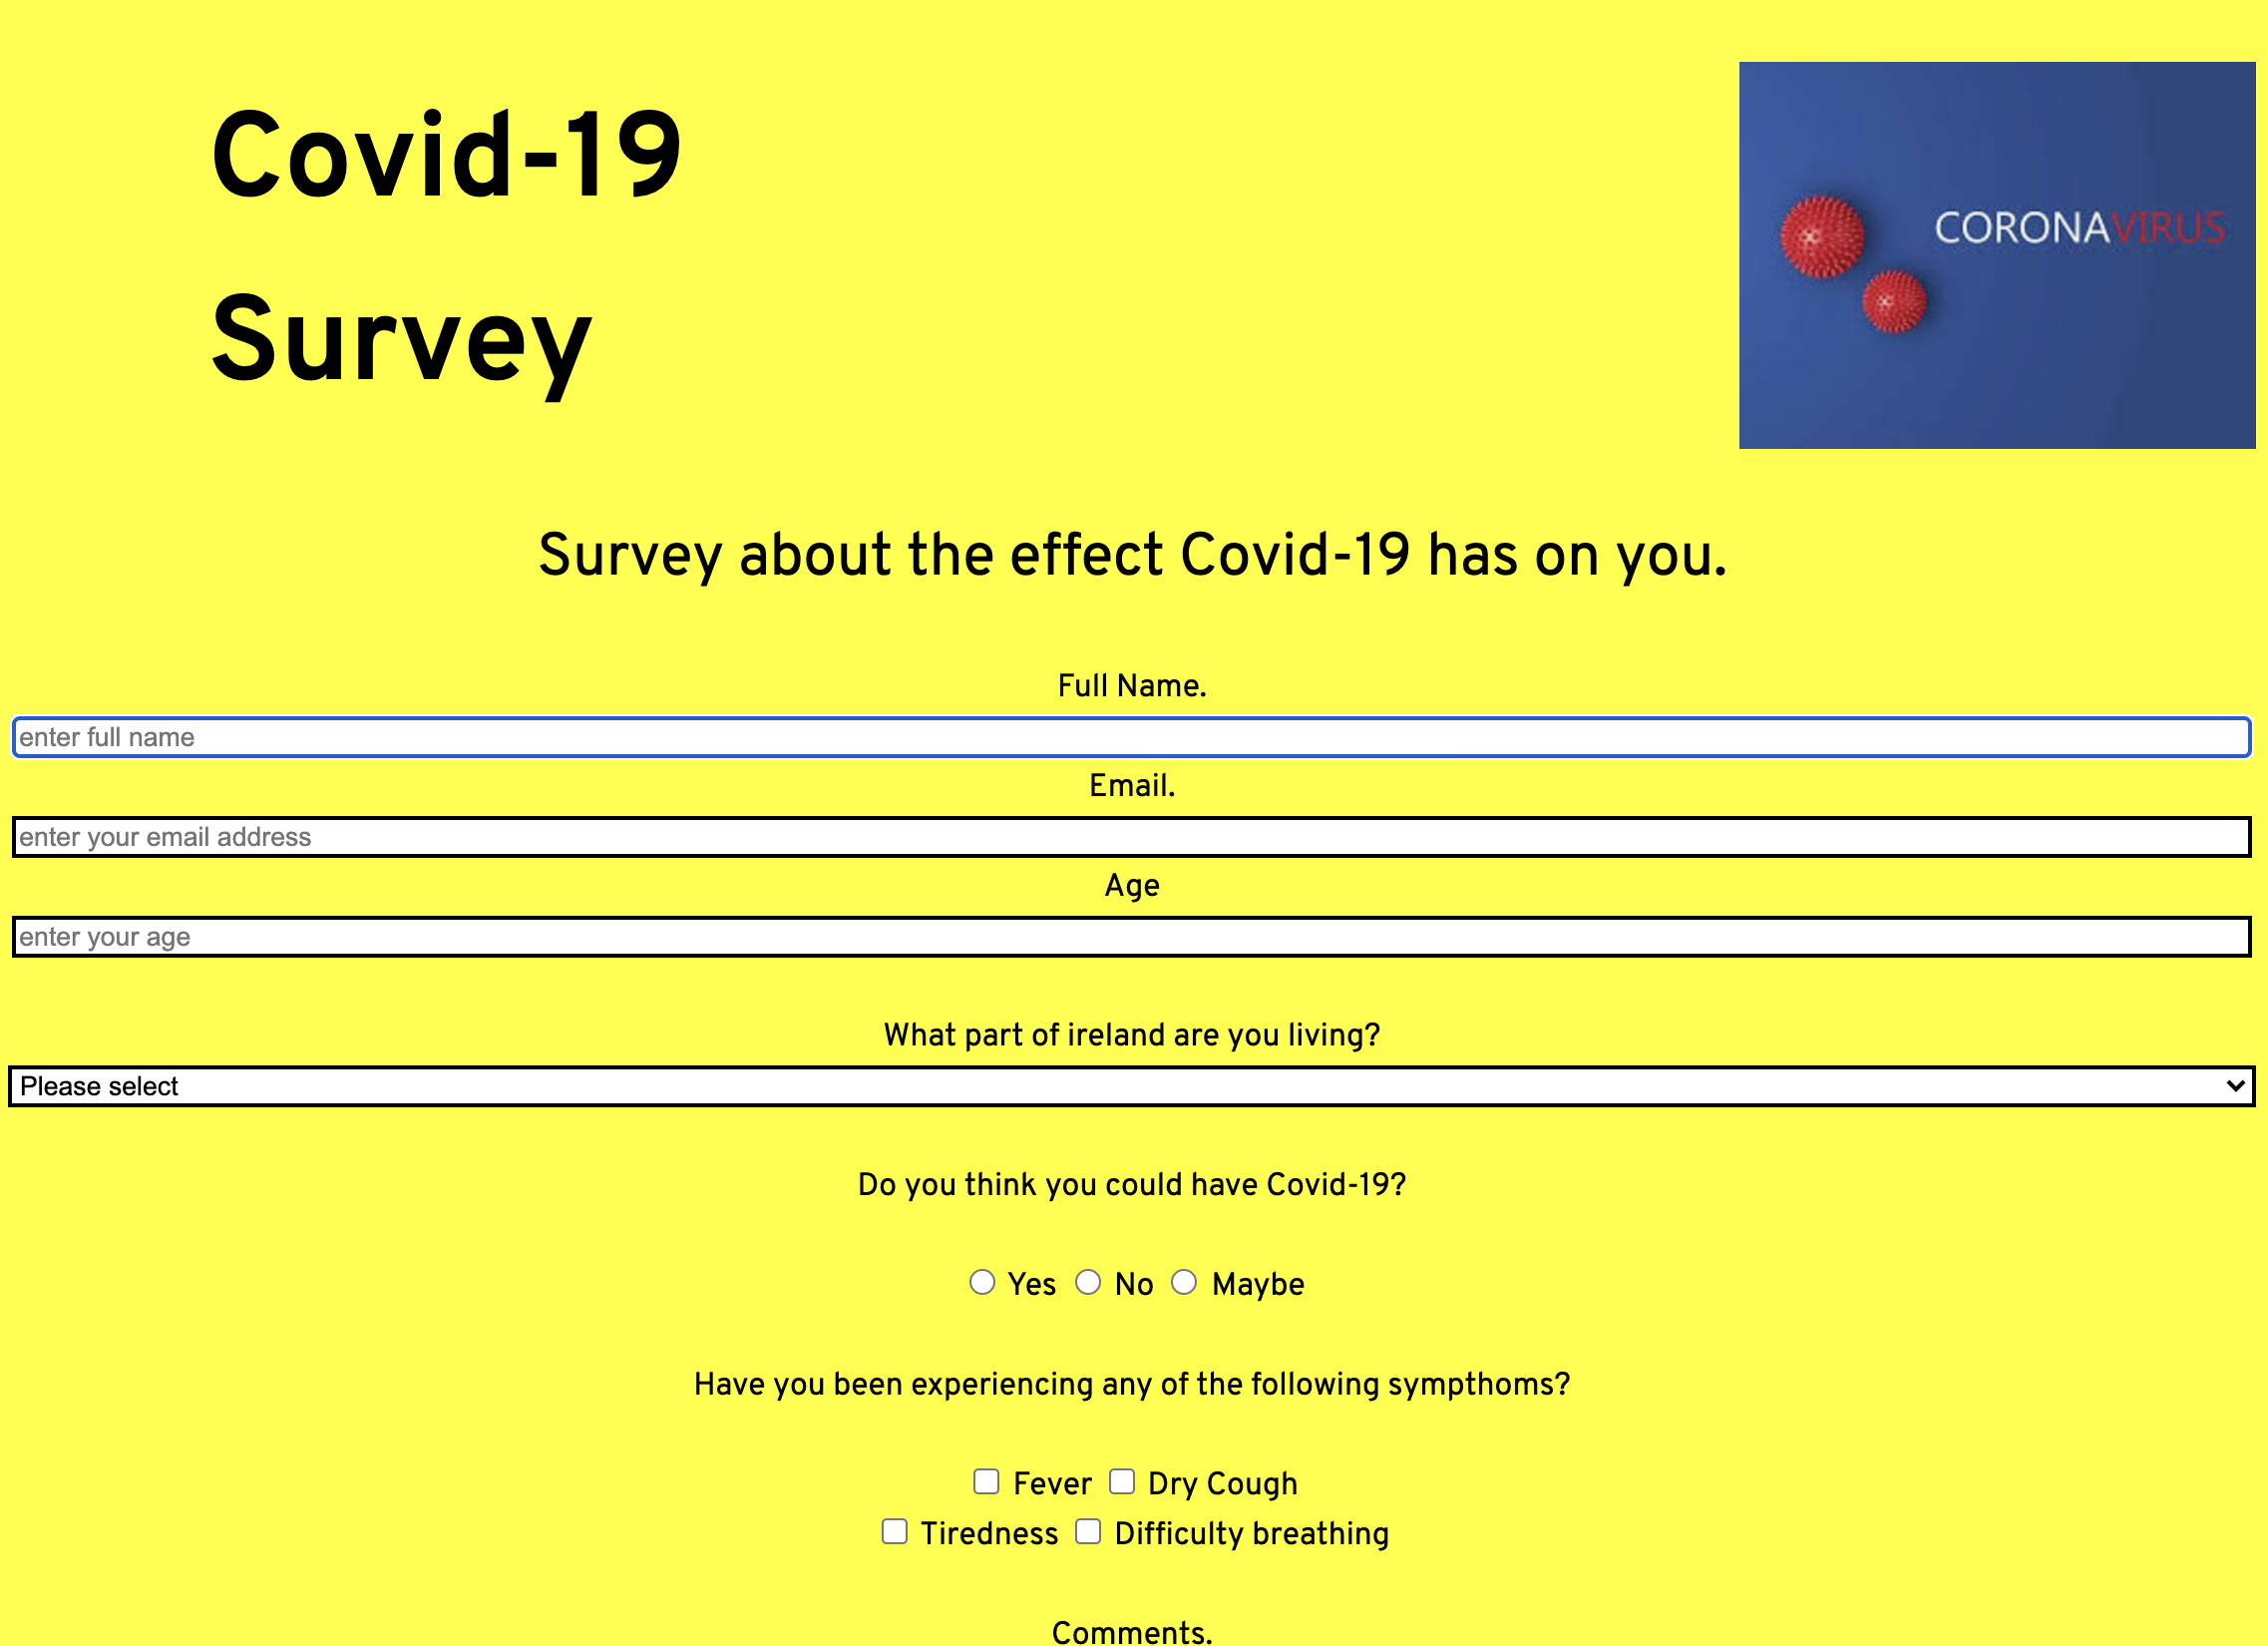 Covid-19
Survey
CORONAVIRUS
Survey about the effect Covid-19 has on you.
Full Name.
enter full name
Email.
enter your email address
Age
enter your age
What part of ireland are you living?
Please select
Do you think you could have Covid-19?
Yes No Maybe
Have you been experiencing any of the following sympthoms?
Fever Dry Cough
Tiredness Difficulty breathing
Comments.